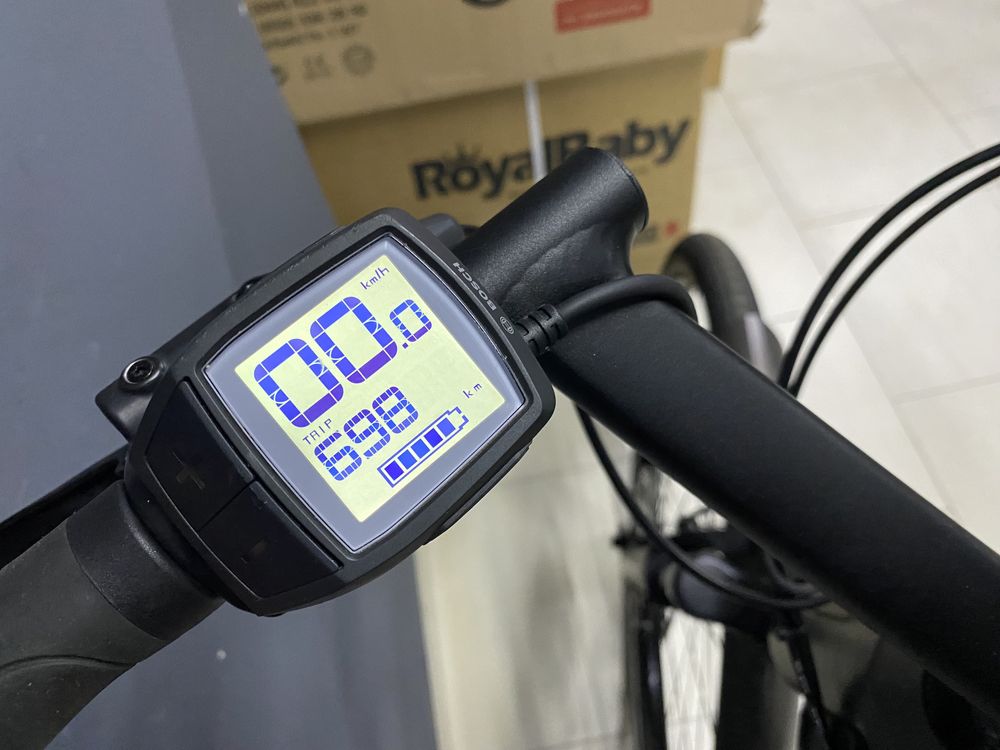 RoyalBaby
BOSCH
km/h
00.0
TRIP
698
km
+
-